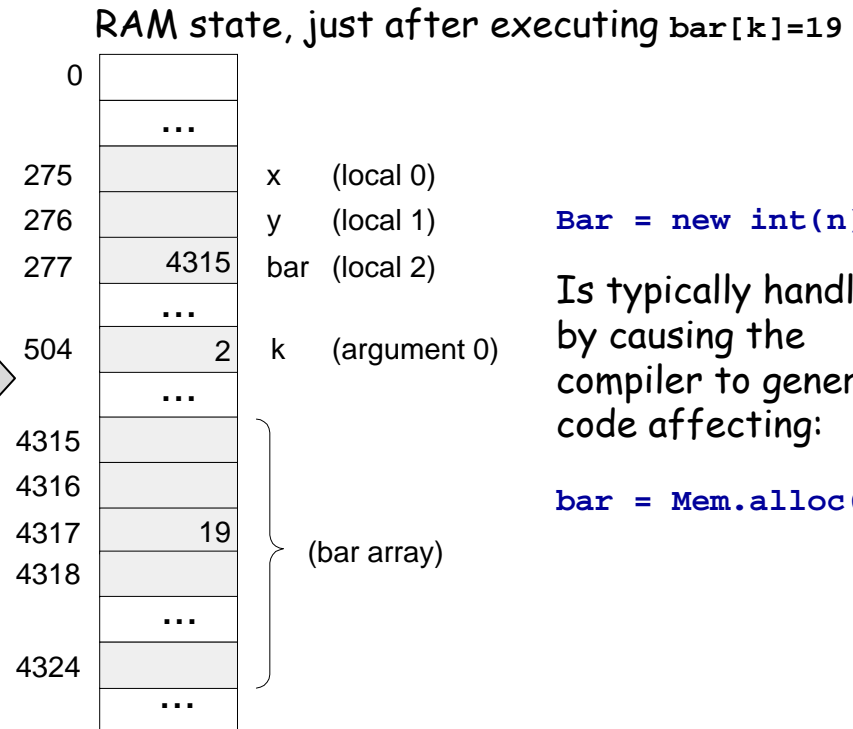 RAM state, just after executing bar[k]=19
0
...
275 x (local 0)
276 y (local 1)
277 4315 bar (local 2)
...
504 2 k (argument 0)
...
4315
4316
4317 19
4318
(bar array)
...
4324
...
Bar = new int(n)
Is typically handl
by causing the
compiler to gener
code affecting:
bar = Mem.alloc(